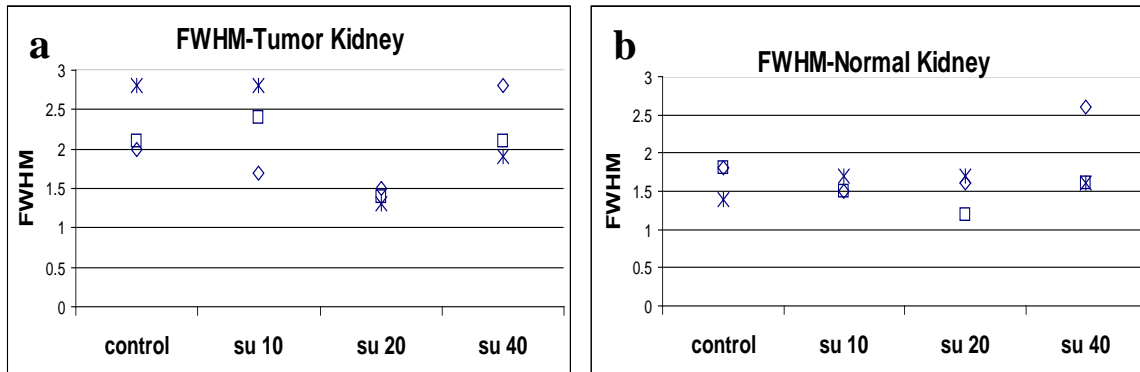 a
FWHM-Tumor Kidney
3
2.5
2
1.5
1
0.5
0
FWHM
control su 10 su 20 su 40
b
FWHM-Normal Kidney
3
2.5
2
1.5
1
0.5
0
FWHM
control su 10 su 20 su 40